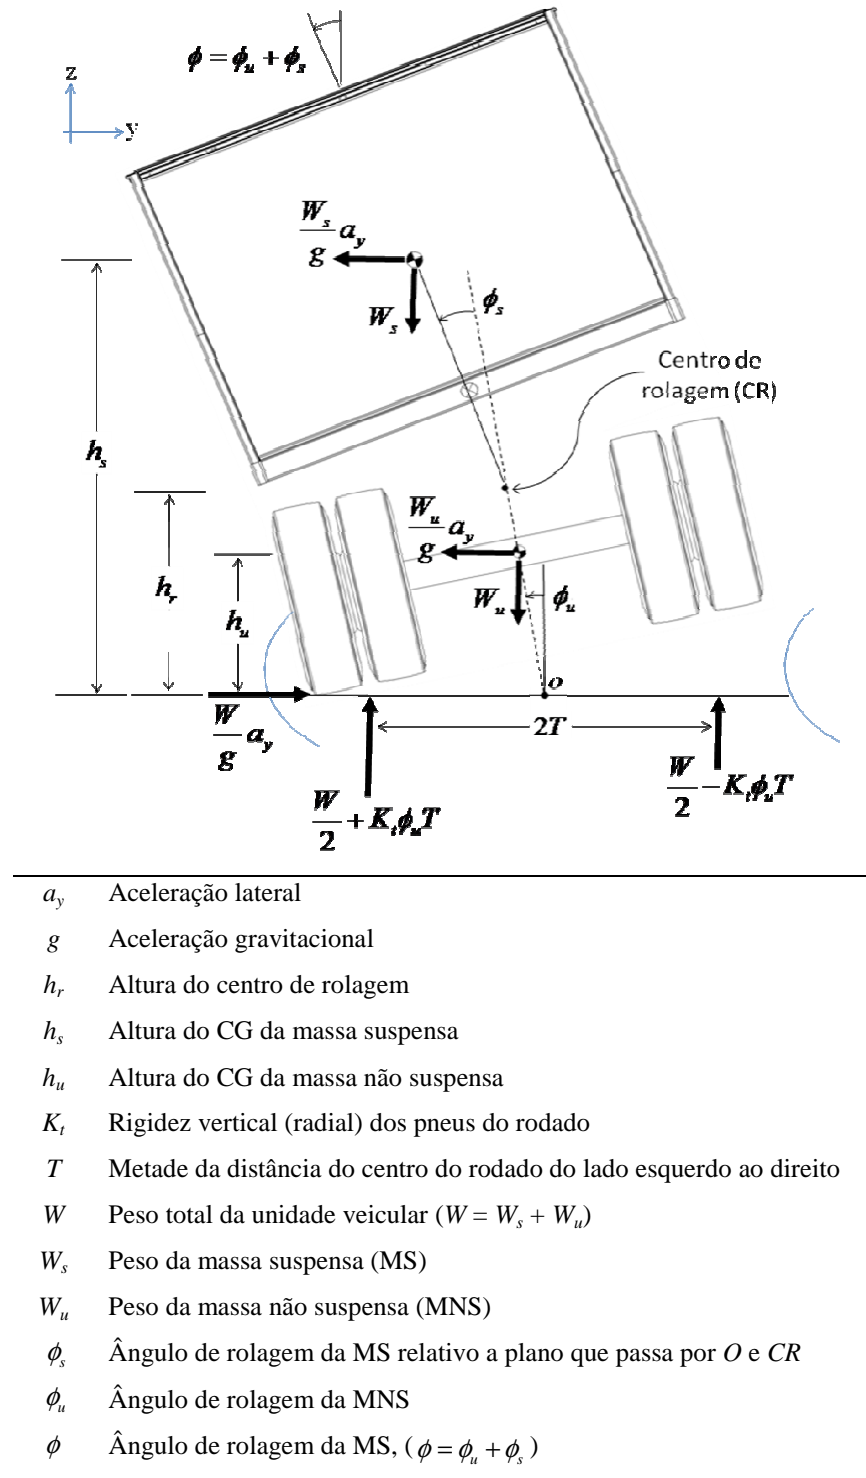 ϕ = ϕu + ϕs
z
y
Ws/g ay
Ws
ϕs
Centro de
rolagem (CR)
hs
Wu/g ay
hr
Wu
ϕu
hu
O
2T
W/g ay
W/2 + Ktϕu T
W/2 − Ktϕu T
ay Aceleração lateral
g Aceleração gravitacional
hr Altura do centro de rolagem
hs Altura do CG da massa suspensa
hu Altura do CG da massa não suspensa
Kt Rigidez vertical (radial) dos pneus do rodado
T Metade da distância do centro do rodado do lado esquerdo ao direito
W Peso total da unidade veicular (W = Ws + Wu)
Ws Peso da massa suspensa (MS)
Wu Peso da massa não suspensa (MNS)
ϕs Ângulo de rolagem da MS relativo a plano que passa por O e CR
ϕu Ângulo de rolagem da MNS
ϕ Ângulo de rolagem da MS, ( ϕ = ϕu + ϕs )